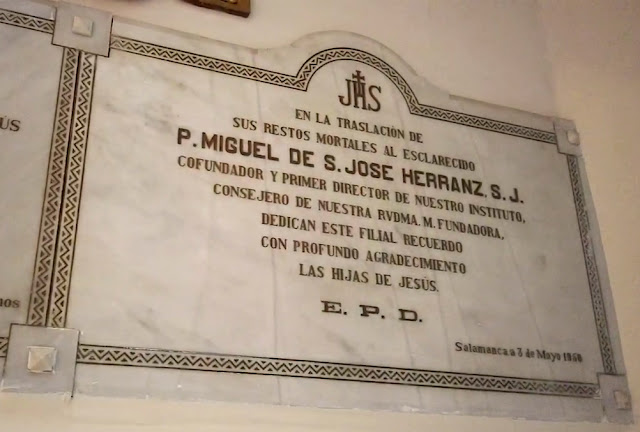 JHS
EN LA TRASLACIÓN DE
SUS RESTOS MORTALES AL ESCLARECIDO
P. MIGUEL DE S. JOSE HERRANZ, S. J.
COFUNDADOR Y PRIMER DIRECTOR DE NUESTRO INSTITUTO,
CONSEJERO DE NUESTRA RVDMA. M. FUNDADORA,
DEDICAN ESTE FILIAL RECUERDO
CON PROFUNDO AGRADECIMIENTO
LAS HIJAS DE JESÚS.
E. P. D.
Salamanca a 3 de Mayo